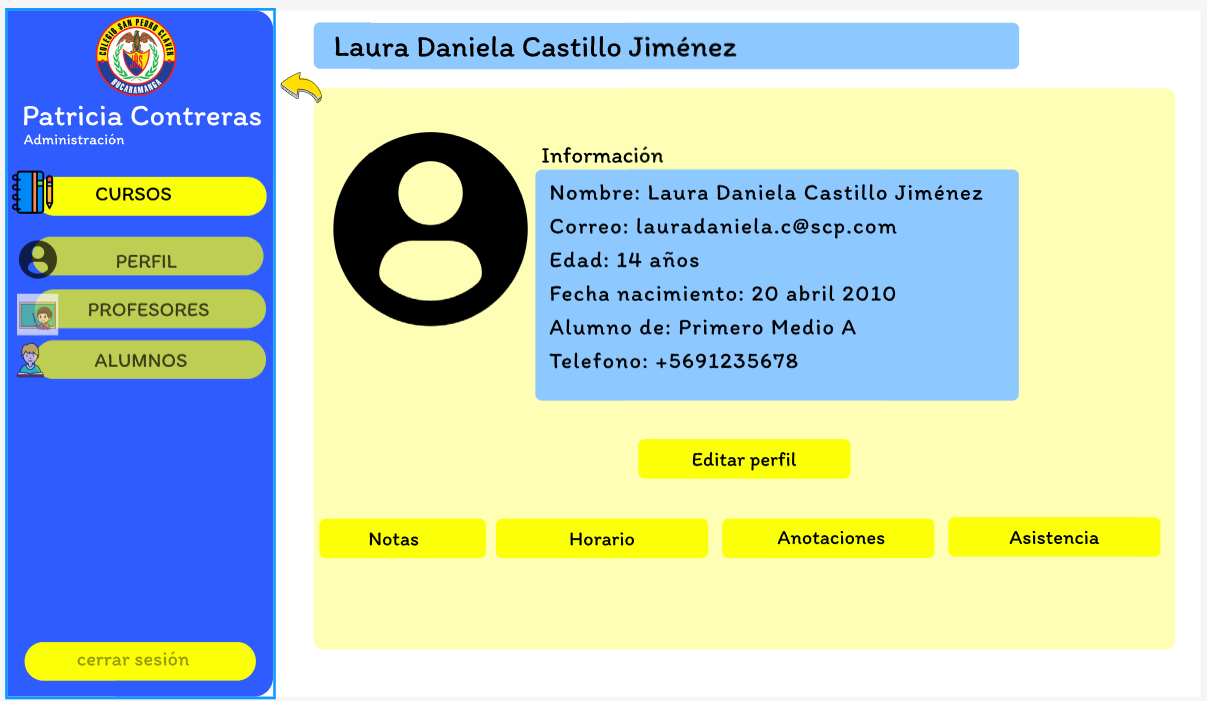 COLEGIO SAN PEDRO CLAVER
BUCARAMANGA
Patricia Contreras
Administración
CURSOS
PERFIL
PROFESORES
ALUMNOS
cerrar sesión
Laura Daniela Castillo Jiménez
Información
Nombre: Laura Daniela Castillo Jiménez
Correo: lauradaniela.c@scp.com
Edad: 14 años
Fecha nacimiento: 20 abril 2010
Alumno de: Primero Medio A
Telefono: +5691235678
Editar perfil
Notas
Horario
Anotaciones
Asistencia